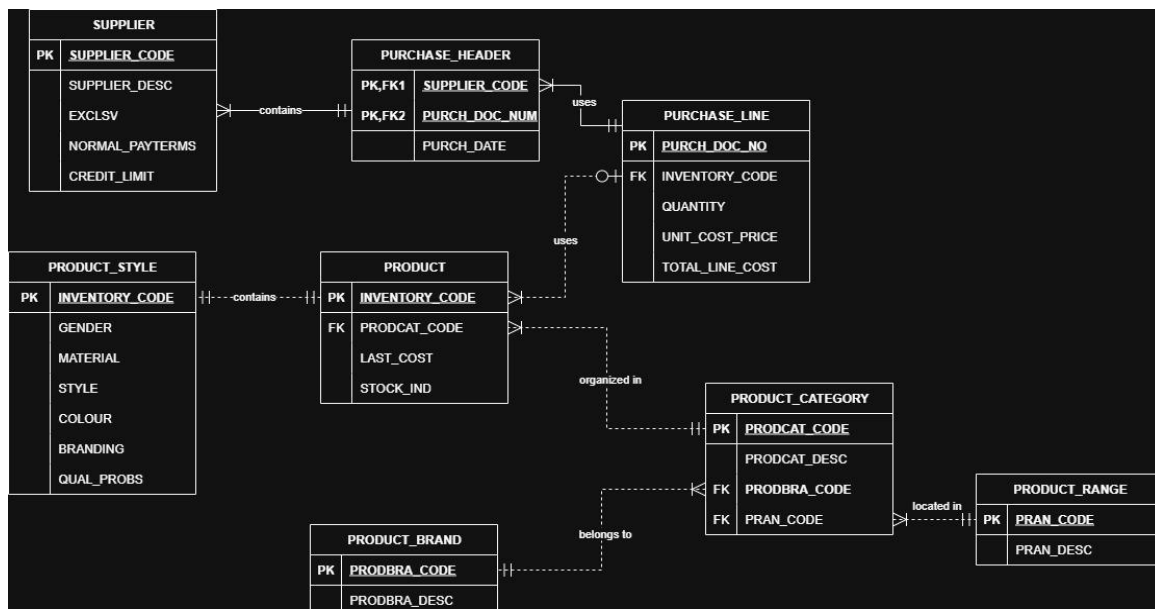 SUPPLIER
PK SUPPLIER_CODE
SUPPLIER_DESC
EXCLSV
NORMAL_PAYTERMS
CREDIT_LIMIT
contains
PURCHASE_HEADER
PK,FK1 SUPPLIER_CODE
PK,FK2 PURCH_DOC_NUM
PURCH_DATE
uses
PURCHASE_LINE
PK PURCH_DOC_NO
FK INVENTORY_CODE
QUANTITY
UNIT_COST_PRICE
TOTAL_LINE_COST
uses
PRODUCT_STYLE
PK INVENTORY_CODE
GENDER
MATERIAL
STYLE
COLOUR
BRANDING
QUAL_PROBS
contains
PRODUCT
PK INVENTORY_CODE
FK PRODCAT_CODE
LAST_COST
STOCK_IND
organized in
PRODUCT_CATEGORY
PK PRODCAT_CODE
PRODCAT_DESC
FK PRODBRA_CODE
FK PRAN_CODE
located in
PRODUCT_RANGE
PK PRAN_CODE
PRAN_DESC
belongs to
PRODUCT_BRAND
PK PRODBRA_CODE
PRODBRA_DESC